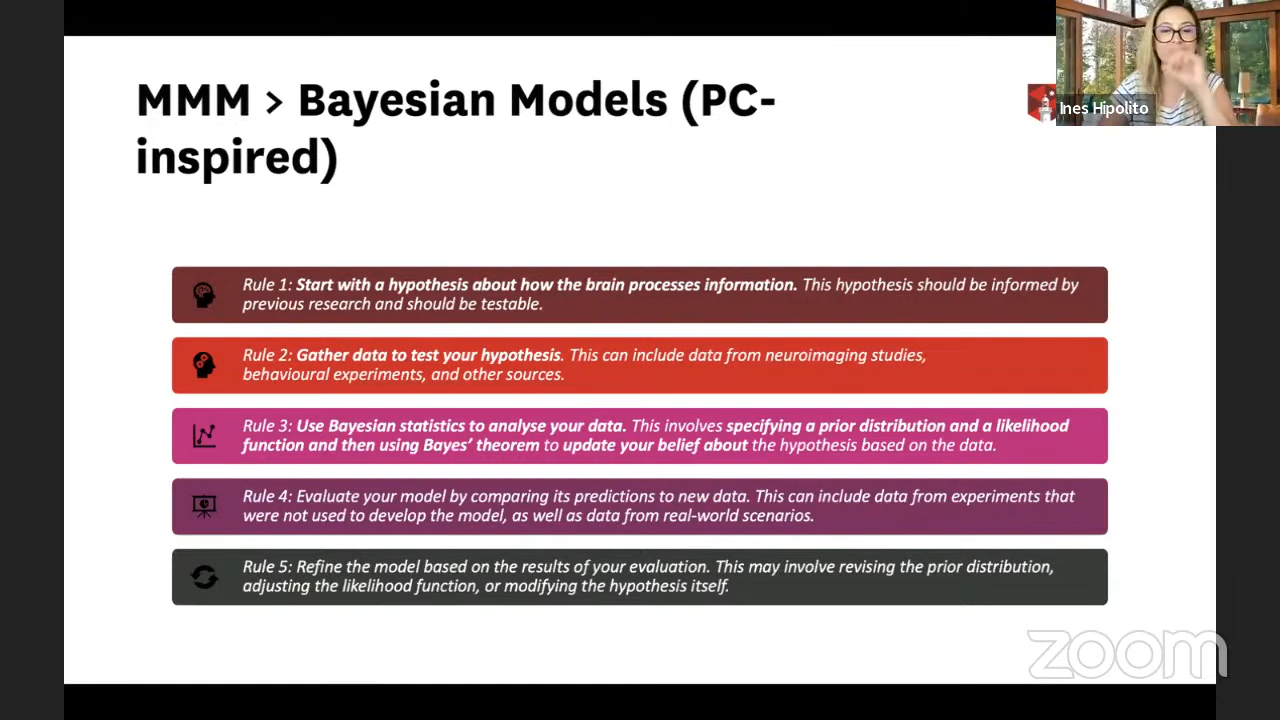 MMM > Bayesian Models (PC-
inspired)
Ines Hipolito
Rule 1: Start with a hypothesis about how the brain processes information. This hypothesis should be informed by
previous research and should be testable.
Rule 2: Gather data to test your hypothesis. This can include data from neuroimaging studies,
behavioural experiments, and other sources.
Rule 3: Use Bayesian statistics to analyse your data. This involves specifying a prior distribution and a likelihood
function and then using Bayes’ theorem to update your belief about the hypothesis based on the data.
Rule 4: Evaluate your model by comparing its predictions to new data. This can include data from experiments that
were not used to develop the model, as well as data from real-world scenarios.
Rule 5: Refine the model based on the results of your evaluation. This may involve revising the prior distribution,
adjusting the likelihood function, or modifying the hypothesis itself.
zoom